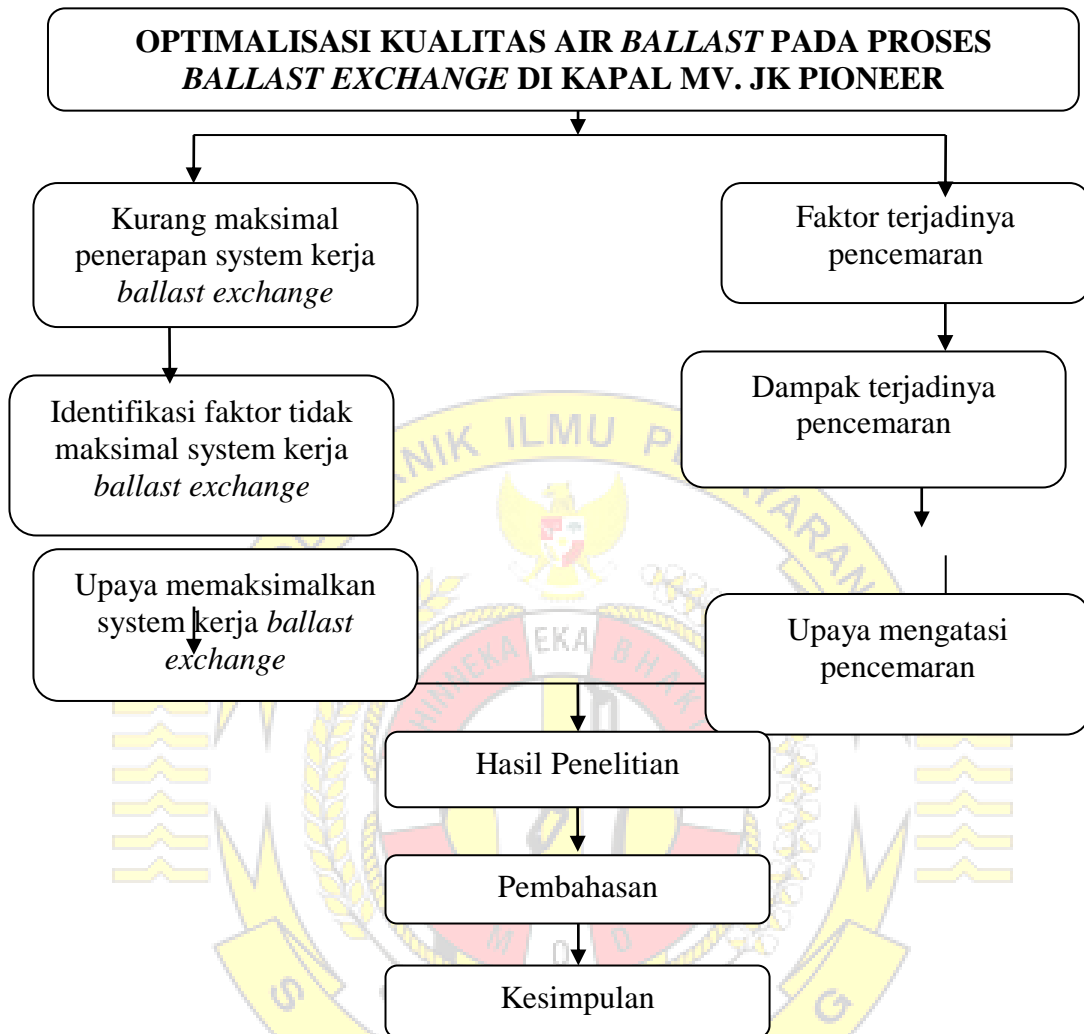 OPTIMALISASI KUALITAS AIR BALLAST PADA PROSES
BALLAST EXCHANGE DI KAPAL MV. JK PIONEER
Kurang maksimal
penerapan system kerja
ballast exchange
Faktor terjadinya
pencemaran
Identifikasi faktor tidak
maksimal system kerja
ballast exchange
Dampak terjadinya
pencemaran
Upaya memaksimalkan
system kerja ballast
exchange
Upaya mengatasi
pencemaran
Hasil Penelitian
Pembahasan
Kesimpulan
ILMU
EKA